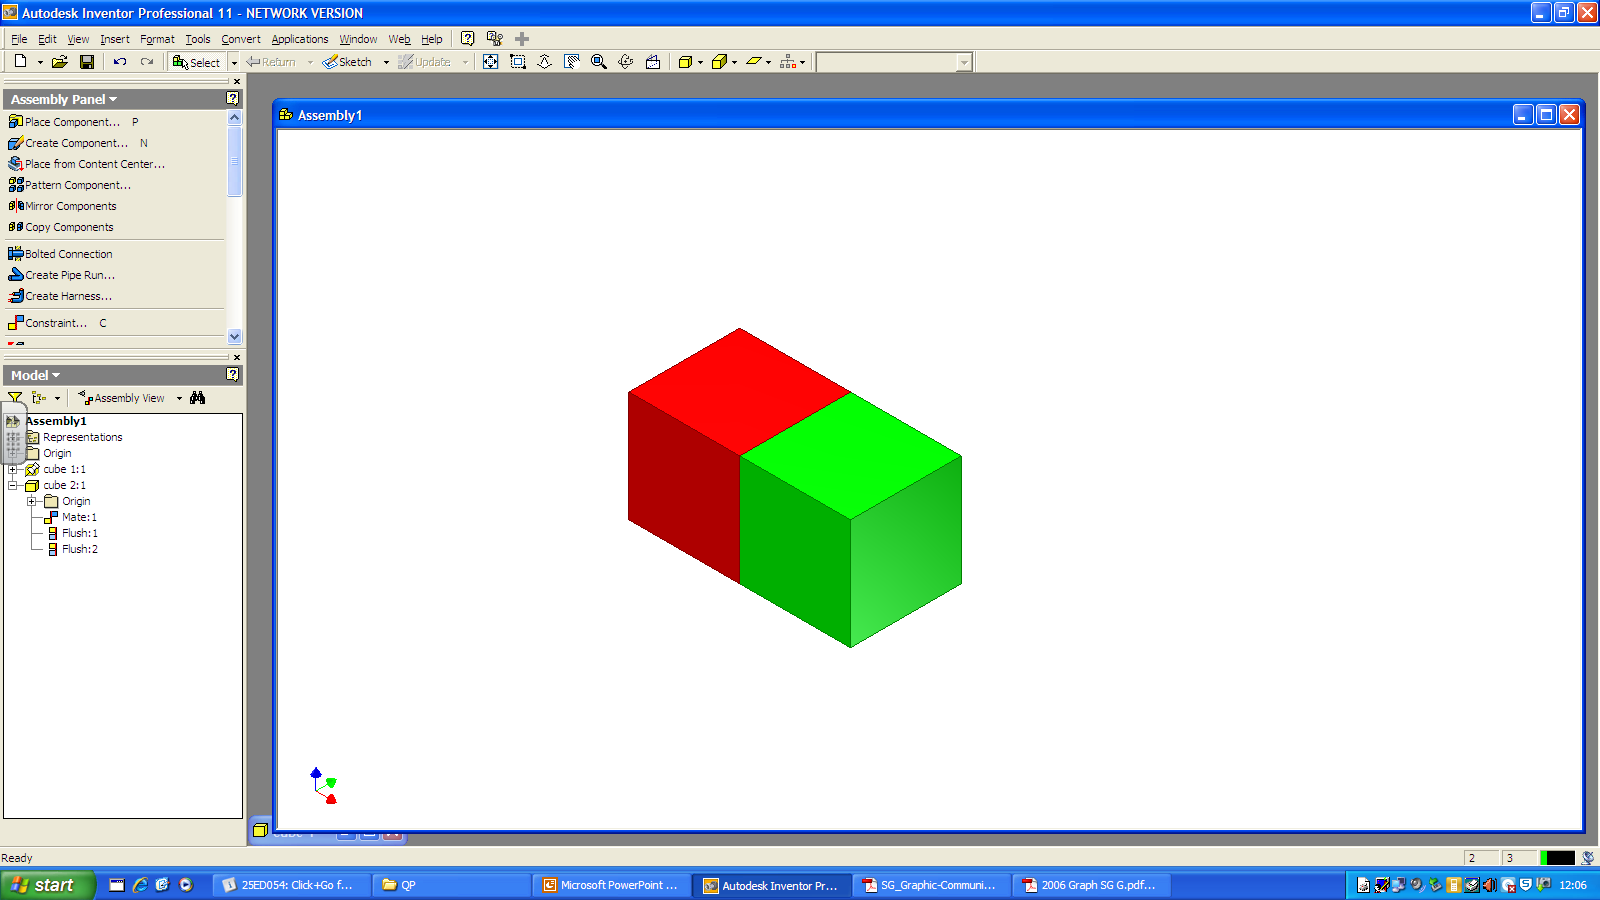 Autodesk Inventor Professional 11 - NETWORK VERSION
File Edit View Insert Format Tools Convert Applications Window Web Help
Select Return Sketch Update
Assembly Panel
Place Component... P
Create Component... N
Place from Content Center...
Pattern Component...
Mirror Components
Copy Components
Bolted Connection
Create Pipe Run...
Create Harness...
Constraint... C
Model
Assembly View
Assembly1
Representations
Origin
cube 1:1
cube 2:1
Origin
Mate:1
Flush:1
Flush:2
Assembly1
Ready
2 3
start
25ED054: Click+Go f...
QP
Microsoft PowerPoint ...
Autodesk Inventor Pr...
SG_Graphic-Communi...
2006 Graph SG G.pdf...
12:06